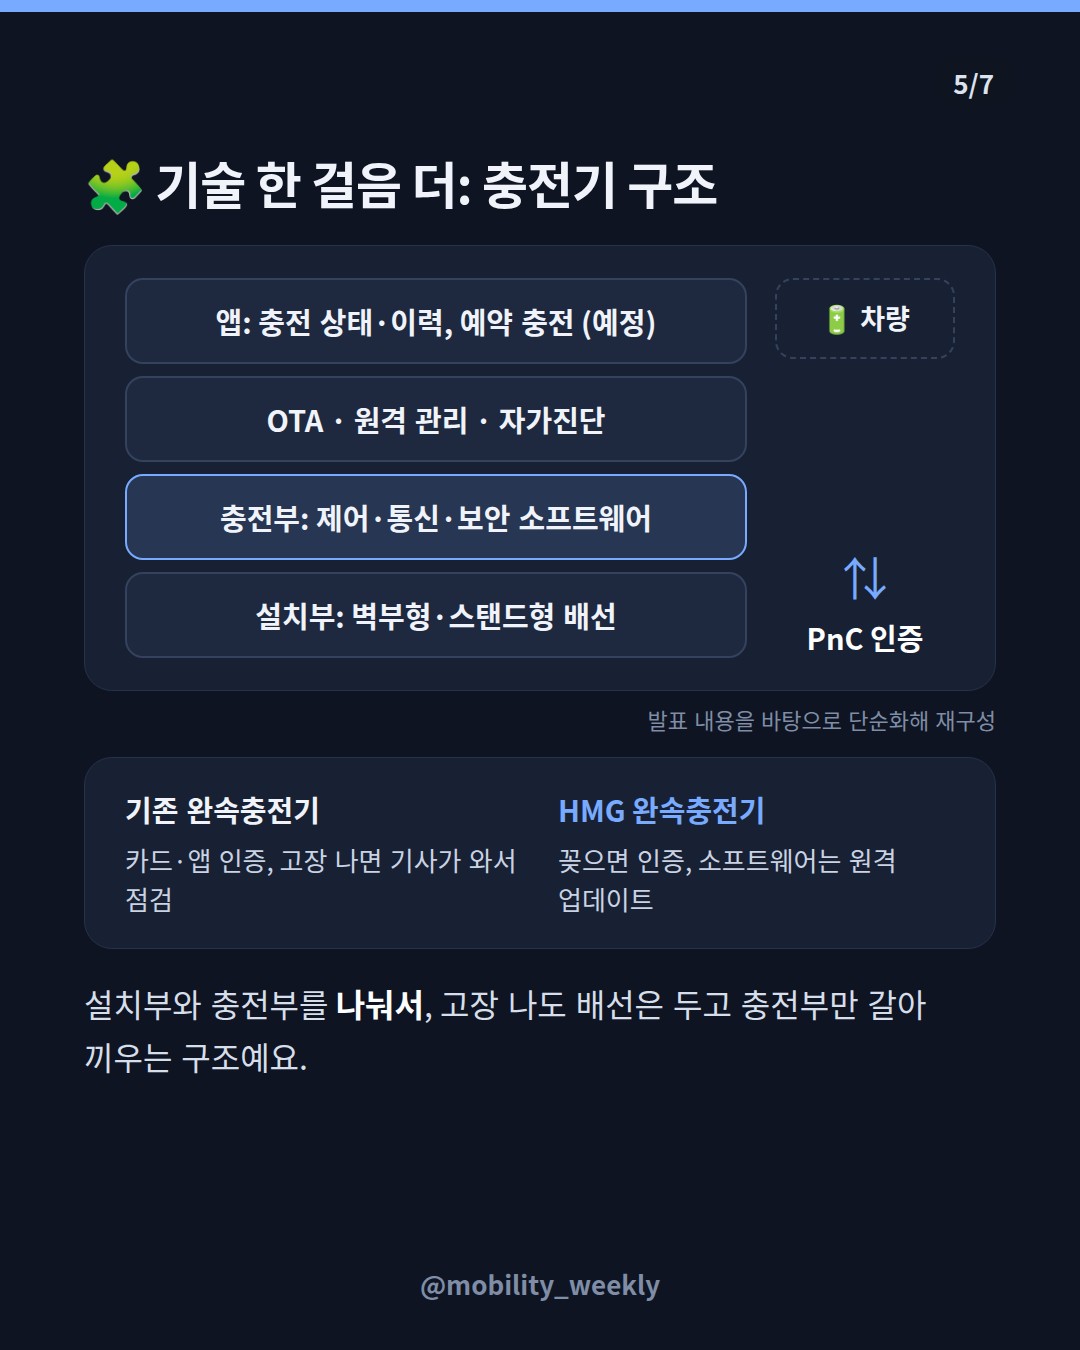 5/7
🧩 기술 한 걸음 더: 충전기 구조
앱: 충전 상태·이력, 예약 충전 (예정)
OTA · 원격 관리 · 자가진단
충전부: 제어·통신·보안 소프트웨어
설치부: 벽부형·스탠드형 배선
🔋 차량
⇅
PnC 인증
발표 내용을 바탕으로 단순화해 재구성
기존 완속충전기
카드·앱 인증, 고장 나면 기사가 와서
점검
HMG 완속충전기
꽂으면 인증, 소프트웨어는 원격
업데이트
설치부와 충전부를 나눠서, 고장 나도 배선은 두고 충전부만 갈아
끼우는 구조예요.
@mobility_weekly